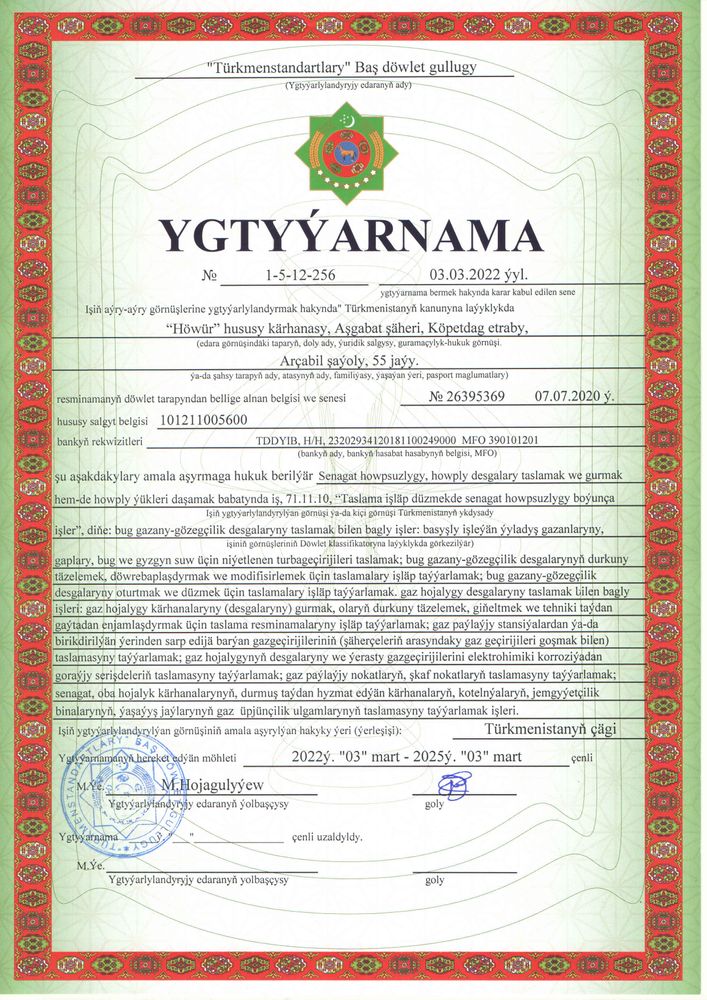 "Türkmenstandartlary" Baş döwlet gullugy
(Ygtyýarlylandyryjy edaranyň ady)
YGTYÝARNAMA
№ 1-5-12-256 03.03.2022 ýyl.
ygtyýarnama bermek hakynda karar kabul edilen sene
Işiň aýry-aýry görnüşlerine ygtyýarlylandyrmak hakynda" Türkmenistanyň kanunyna laýyklykda
“Höwür” hususy kärhanasy, Aşgabat şäheri, Köpetdag etraby,
(edara görnüşindäki taparyň, doly ady, ýuridik salgysy, guramaçylyk-hukuk görnüşi.
Arçabil şaýoly, 55 jaýy.
ýa-da şahsy tarapyň ady, atasynyň ady, familiýasy, ýaşaýan ýeri, pasport maglumatlary)
resminamanyň döwlet tarapyndan bellige alnan belgisi we senesi № 26395369 07.07.2020 ý.
hususy salgyt belgisi 101211005600
bankyň rekwizitleri TDDYIB, H/H, 23202934120181100249000 MFO 390101201
(bankyň ady, bankyň hasabat hasabynyň belgisi, MFO)
şu aşakdakylary amala aşyrmaga hukuk berilýär Senagat howpsuzlygy, howply desgalary taslamak we gurmak
hem-de howply ýükleri daşamak babatynda iş, 71.11.10, “Taslama işläp düzmekde senagat howpsuzlygy boýunça
Işiň ygtyýarlylandyrylýan görnüşi ýa-da kiçi görnüşi Türkmenistanyň ykdysady
işler”, diňe: bug gazany-gözegçilik desgalaryny taslamak bilen bagly işler: basyşly işleýän ýyladyş gazanlaryny,
işiniň görnüşleriniň Döwlet klassifikatoryna laýyklykda görkezilýär)
gaplary, bug we gyzgyn suw üçin niýetlenen turbageçirijileri taslamak; bug gazany-gözegçilik desgalarynyň durkuny
täzelemek, döwrebaplaşdyrmak we modifisirlemek üçin taslamalary işläp taýýarlamak; bug gazany-gözegçilik
desgalaryny oturtmak we düzmek üçin taslamalary işläp taýýarlamak. gaz hojalygy desgalaryny taslamak bilen bagly
işleri: gaz hojalygy kärhanalaryny (desgalaryny) gurmak, olaryň durkuny täzelemek, giňeltmek we tehniki taýdan
gaýtadan enjamlaşdyrmak üçin taslama resminamalaryny işläp taýýarlamak; gaz paýlaýjy stansiýalardan ýa-da
birikdirilýän ýerinden sarp edijä barýan gazgeçirijileriniň (şäherçeleriň arasyndaky gaz geçirijileri goşmak bilen)
taslamasyny taýýarlamak; gaz hojalygynyň desgalaryny we ýerasty gazgeçirijilerini elektrohimiki korroziýadan
goraýjy serişdeleriň taslamasyny taýýarlamak; gaz paýlaýjy nokatlaryň, şkaf nokatlaryň taslamasyny taýýarlamak;
senagat, oba hojalyk kärhanalarynyň, durmuş taýdan hyzmat edýän kärhanalaryň, kotelnýalaryň, jemgyýetçilik
binalarynyň, ýaşaýyş jaýlarynyň gaz üpjünçilik ulgamlarynyň taslamasyny taýýarlamak işleri.
Işiň ygtyýarlylandyrylýan görnüşiniň amala aşyrylýan hakyky ýeri (ýerleşişi): Türkmenistanyň çägi
Ygtyýarnamanyň hereket edýän möhleti 2022ý. "03" mart - 2025ý. "03" mart çenli
M.Ýe. M.Hojagulyýew
Ygtyýarlylandyryjy edaranyň ýolbaşçysy goly
Ygtyýarnama "___"_______________ çenli uzaldyldy.
M.Ýe.
Ygtyýarlylandyryjy edaranyň ýolbaşçysy goly